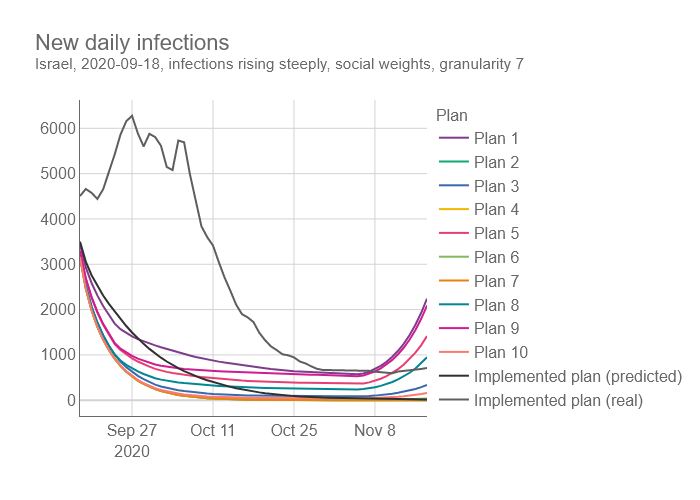 New daily infections
Israel, 2020-09-18, infections rising steeply, social weights, granularity 7
Plan
6000
Plan 1
Plan 2
5000
Plan 3
4000
Plan 4
Plan 5
3000
Plan 6
2000
Plan 7
Plan 8
1000
Plan 9
Plan 10
Implemented plan (predicted)
0
Implemented plan (real)
Sep 27
Oct 11
Oct 25
Nov 8
2020